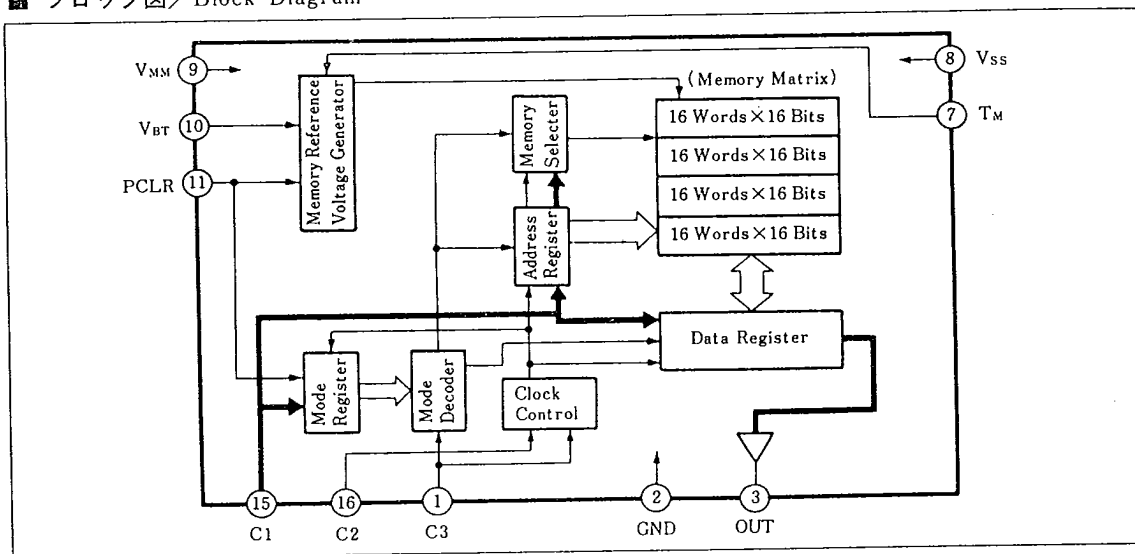 ブロック図/Block Diagram
VMM
9
VBT
10
PCLR
11
Memory Reference
Voltage Generator
Memory
Selecter
(Memory Matrix)
16 Words×16 Bits
16 Words×16 Bits
16 Words×16 Bits
16 Words×16 Bits
8
VSS
7
TM
Address
Register
Data Register
Mode
Register
Mode
Decoder
Clock
Control
15
C1
16
C2
1
C3
2
GND
3
OUT